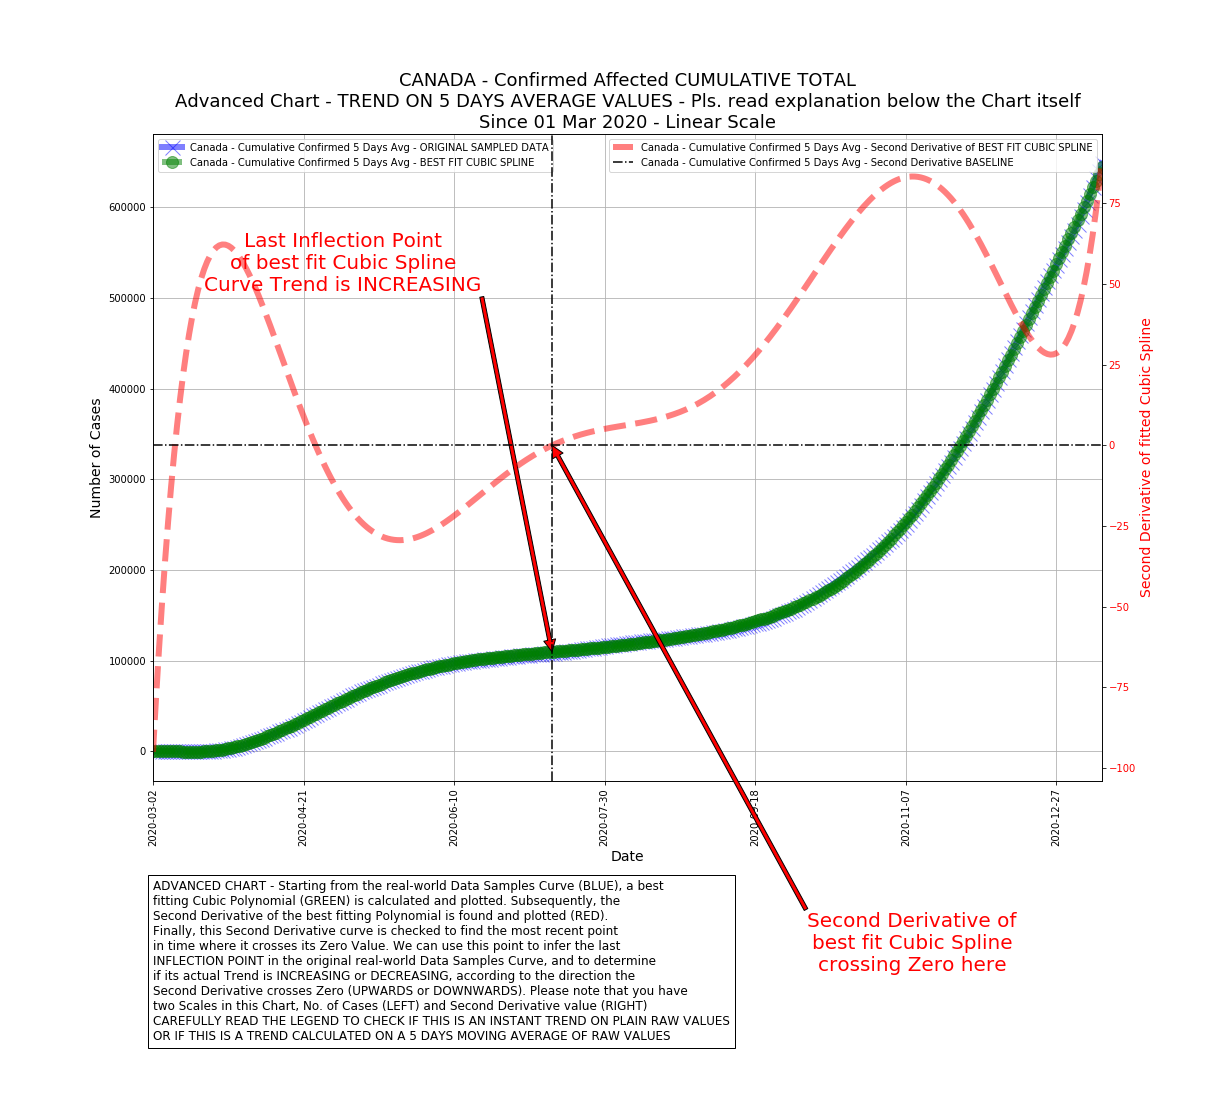 CANADA - Confirmed Affected CUMULATIVE TOTAL
Advanced Chart - TREND ON 5 DAYS AVERAGE VALUES - Pls. read explanation below the Chart itself
Since 01 Mar 2020 - Linear Scale
Canada - Cumulative Confirmed 5 Days Avg - ORIGINAL SAMPLED DATA
Canada - Cumulative Confirmed 5 Days Avg - BEST FIT CUBIC SPLINE
Canada - Cumulative Confirmed 5 Days Avg - Second Derivative of BEST FIT CUBIC SPLINE
Canada - Cumulative Confirmed 5 Days Avg - Second Derivative BASELINE
Last Inflection Point
of best fit Cubic Spline
Curve Trend is INCREASING
Number of Cases
600000
500000
400000
300000
200000
100000
0
75
50
25
0
−25
−50
−75
−100
Second Derivative of fitted Cubic Spline
2020-03-02
2020-04-21
2020-06-10
2020-07-30
2020-09-18
2020-11-07
2020-12-27
Date
ADVANCED CHART - Starting from the real-world Data Samples Curve (BLUE), a best
fitting Cubic Polynomial (GREEN) is calculated and plotted. Subsequently, the
Second Derivative of the best fitting Polynomial is found and plotted (RED).
Finally, this Second Derivative curve is checked to find the most recent point
in time where it crosses its Zero Value. We can use this point to infer the last
INFLECTION POINT in the original real-world Data Samples Curve, and to determine
if its actual Trend is INCREASING or DECREASING, according to the direction the
Second Derivative crosses Zero (UPWARDS or DOWNWARDS). Please note that you have
two Scales in this Chart, No. of Cases (LEFT) and Second Derivative value (RIGHT)
CAREFULLY READ THE LEGEND TO CHECK IF THIS IS AN INSTANT TREND ON PLAIN RAW VALUES
OR IF THIS IS A TREND CALCULATED ON A 5 DAYS MOVING AVERAGE OF RAW VALUES
Second Derivative of
best fit Cubic Spline
crossing Zero here